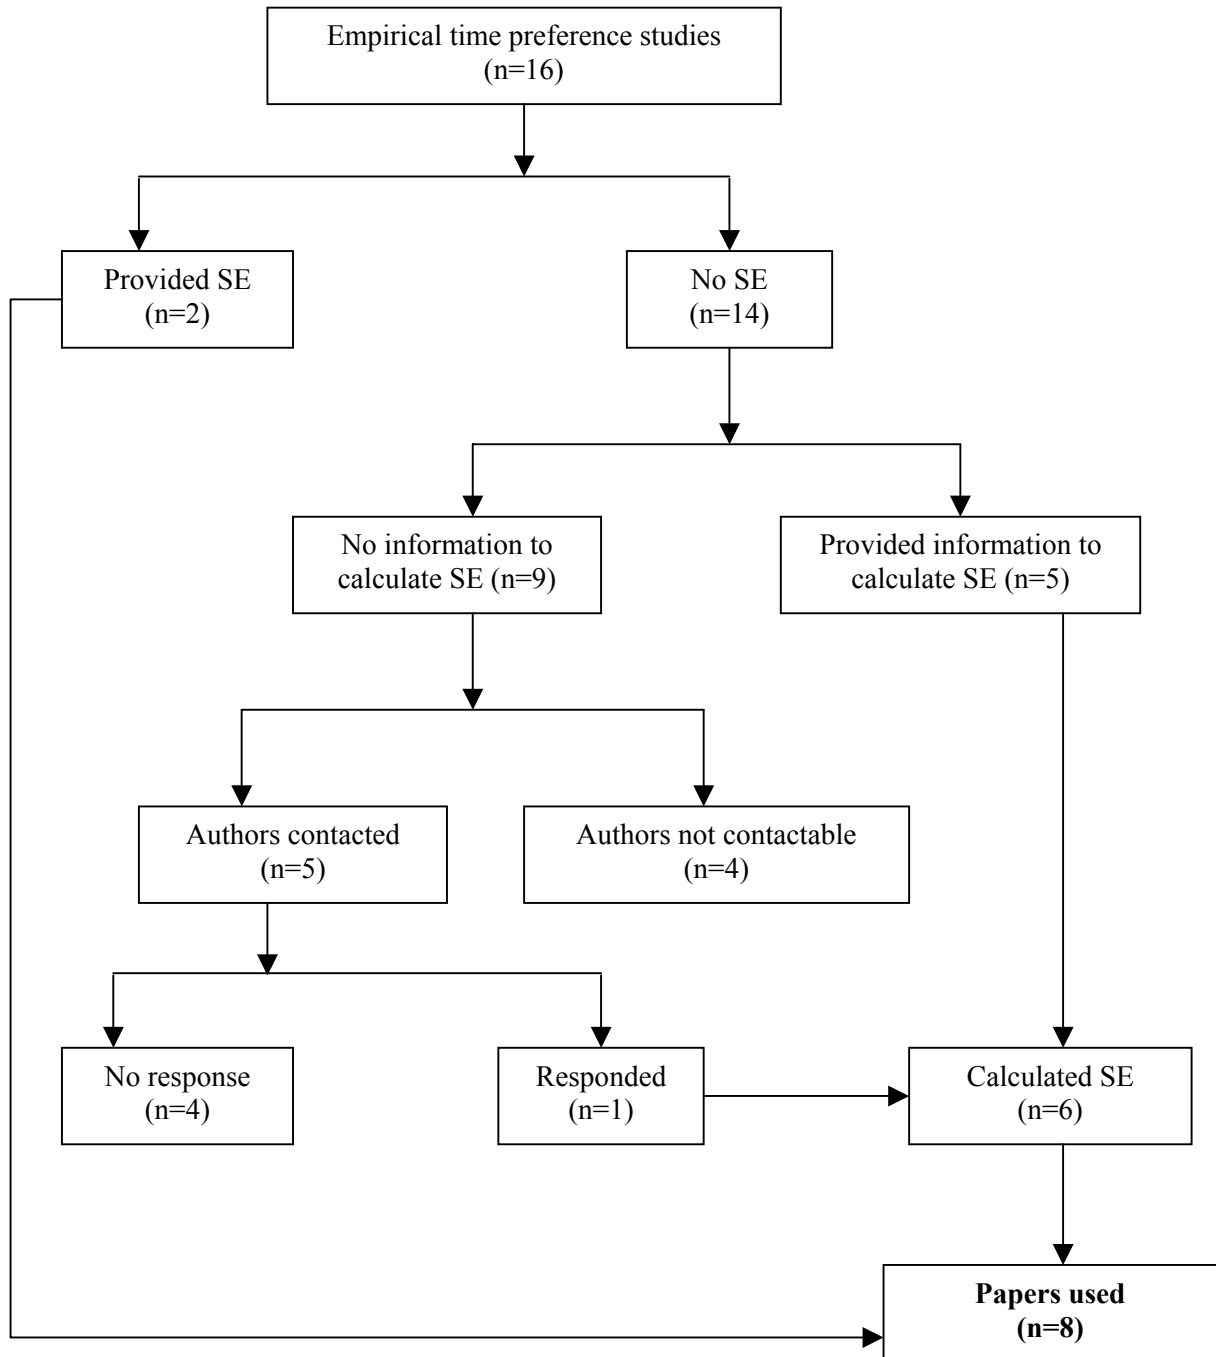 Empirical time preference studies
(n=16)
Provided SE
(n=2)
No SE
(n=14)
No information to
calculate SE (n=9)
Provided information to
calculate SE (n=5)
Authors contacted
(n=5)
Authors not contactable
(n=4)
No response
(n=4)
Responded
(n=1)
Calculated SE
(n=6)
Papers used
(n=8)